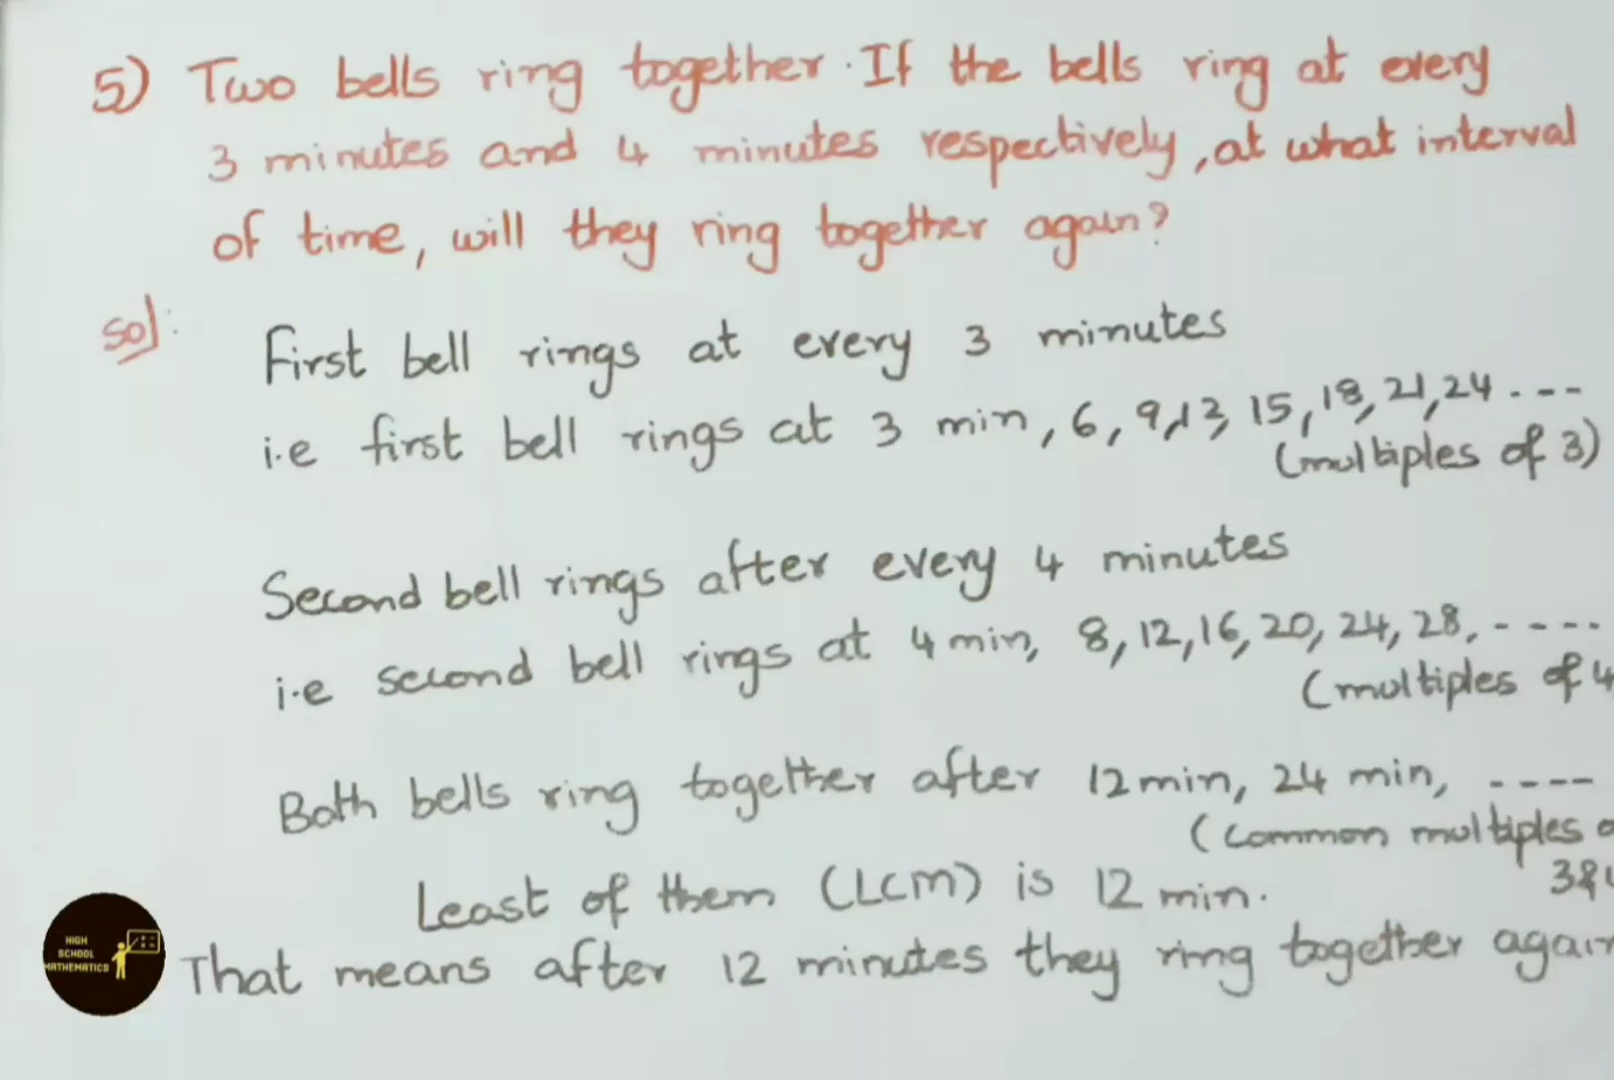 5) Two bells ring together. If the bells ring at every
3 minutes and 4 minutes respectively, at what interval
of time, will they ring together again?
Sol:
First bell rings at every 3 minutes
i.e first bell rings at 3 min, 6, 9, 12, 15, 18, 21, 24 ....
(multiples of 3)
Second bell rings after every 4 minutes
i.e second bell rings at 4 min, 8, 12, 16, 20, 24, 28, -----
(multiples of 4
Both bells ring together after 12 min, 24 min, ----
(common multiples o
3&4
Least of them (LCM) is 12 min.
That means after 12 minutes they ring together again
HIGH
SCHOOL
MATHEMATICS